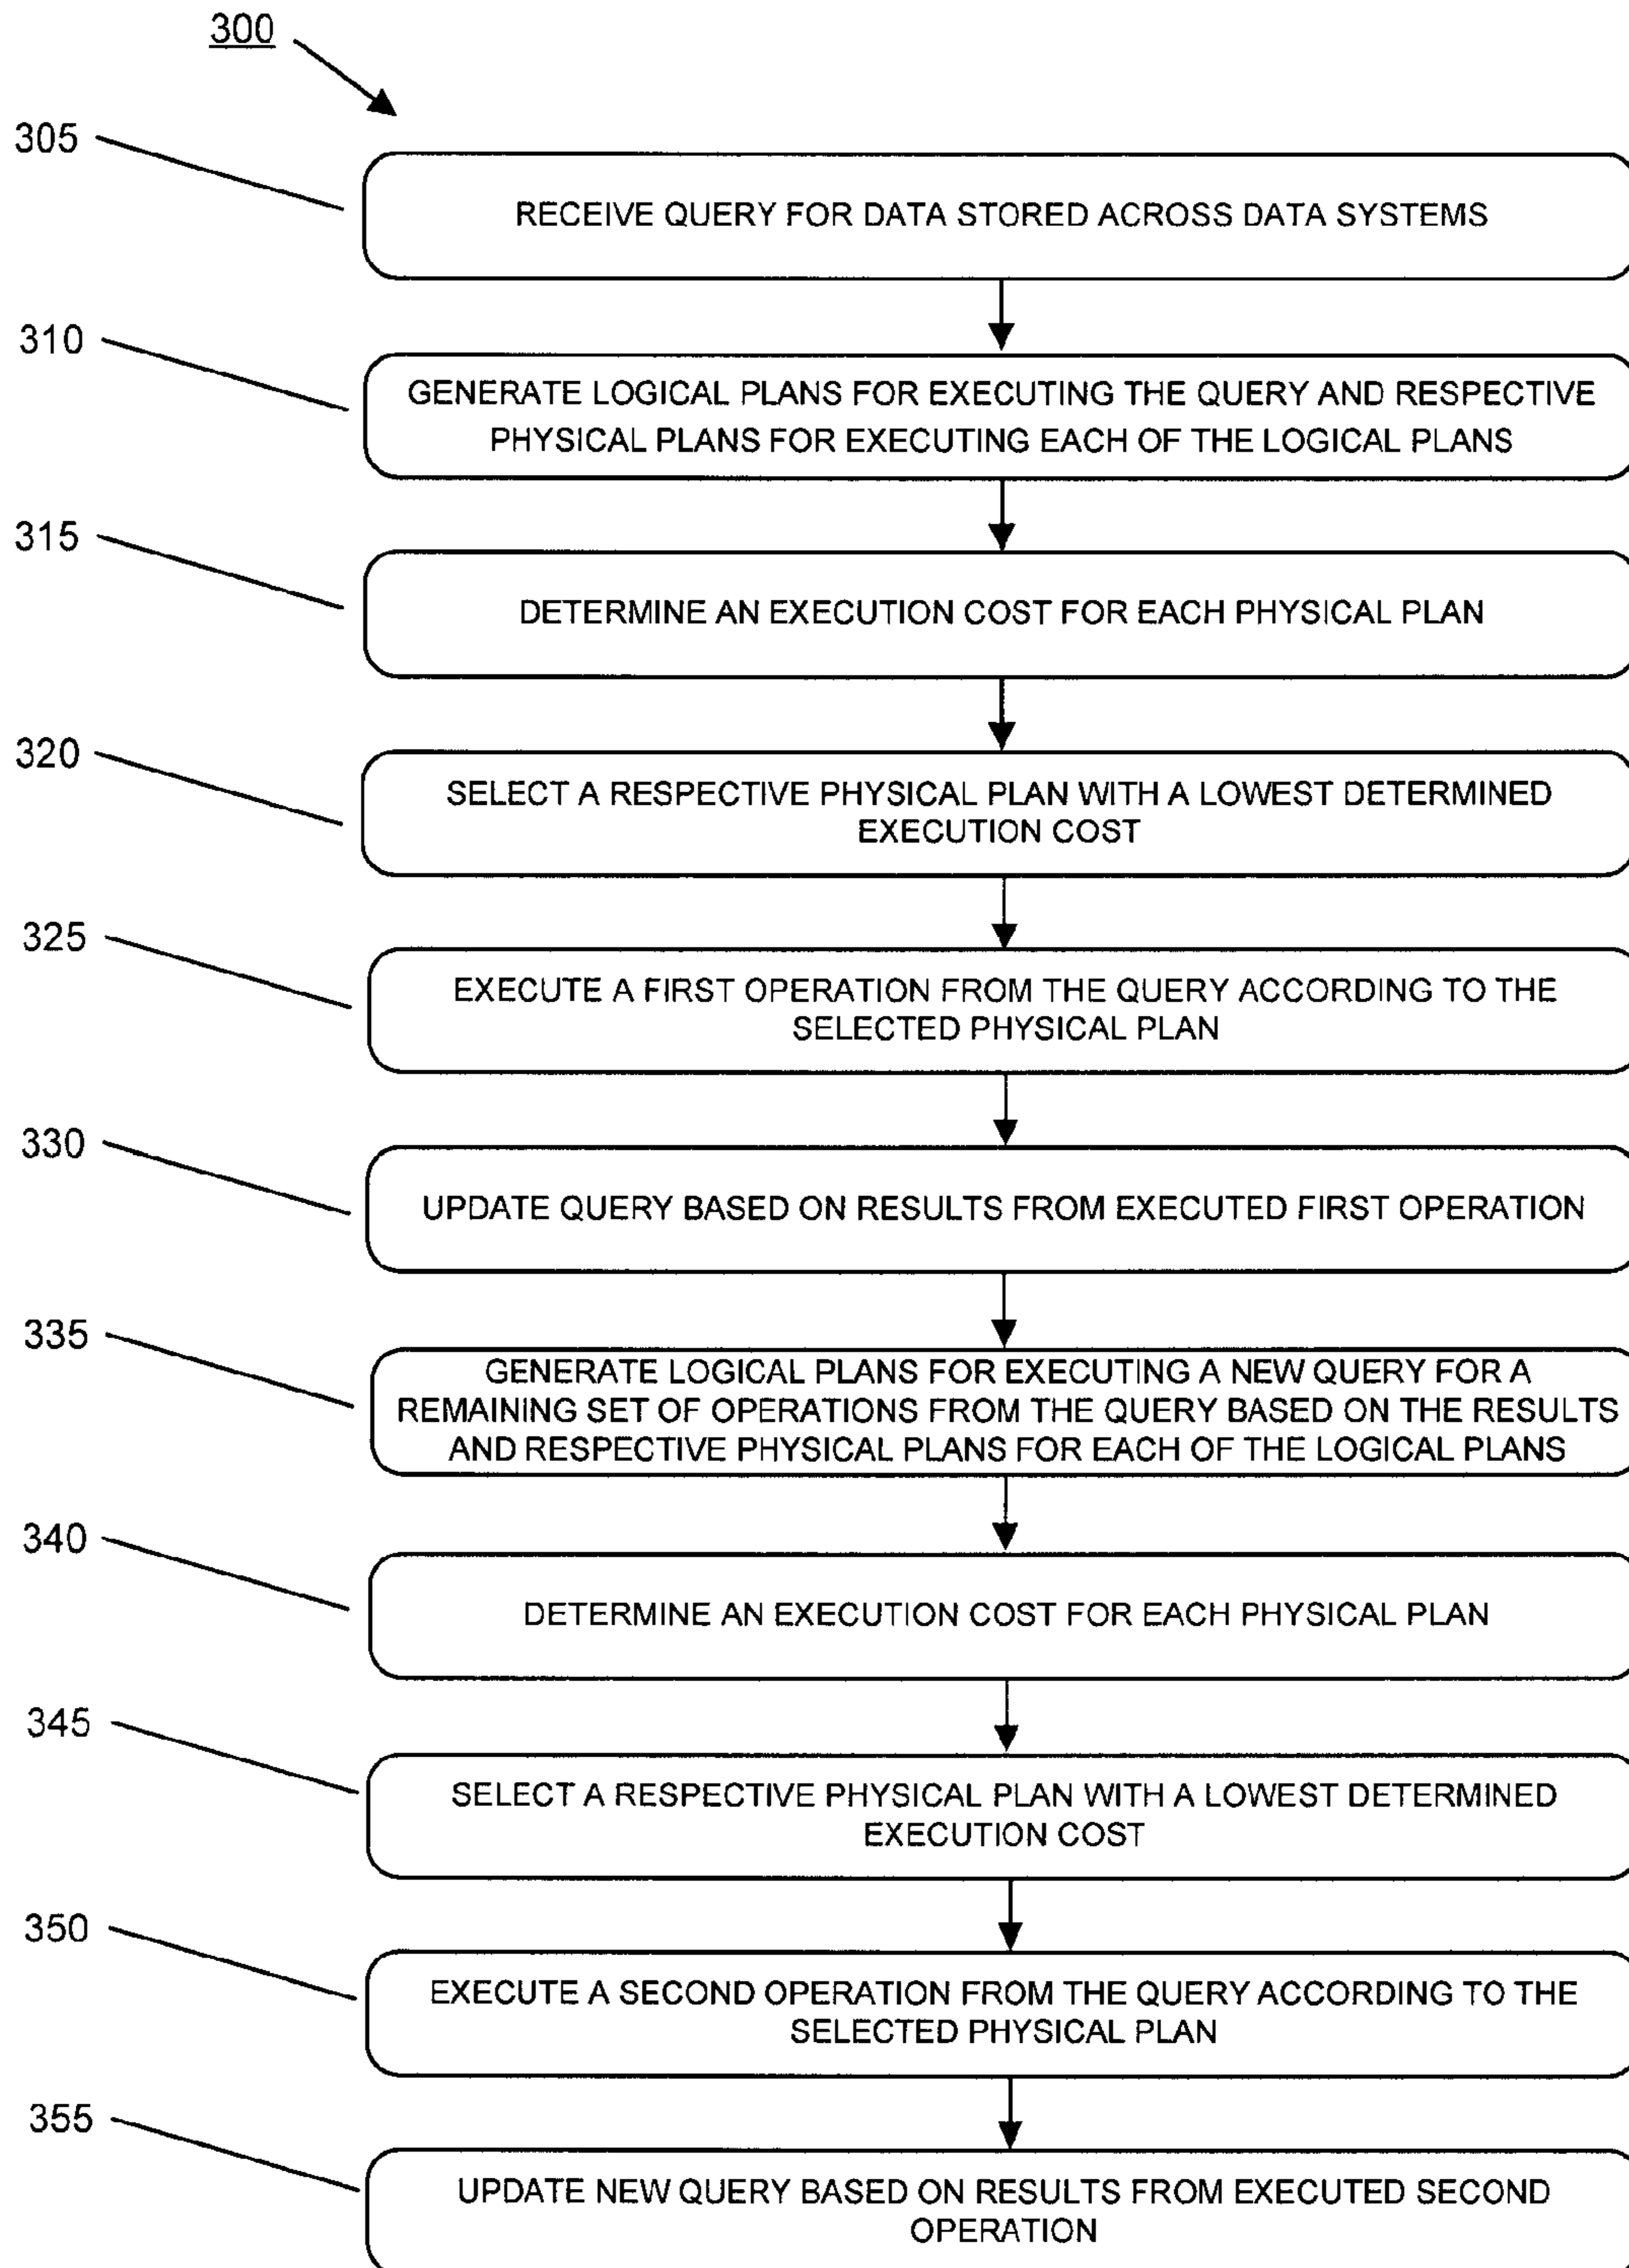 300
305
RECEIVE QUERY FOR DATA STORED ACROSS DATA SYSTEMS
310
GENERATE LOGICAL PLANS FOR EXECUTING THE QUERY AND RESPECTIVE
PHYSICAL PLANS FOR EXECUTING EACH OF THE LOGICAL PLANS
315
DETERMINE AN EXECUTION COST FOR EACH PHYSICAL PLAN
320
SELECT A RESPECTIVE PHYSICAL PLAN WITH A LOWEST DETERMINED
EXECUTION COST
325
EXECUTE A FIRST OPERATION FROM THE QUERY ACCORDING TO THE
SELECTED PHYSICAL PLAN
330
UPDATE QUERY BASED ON RESULTS FROM EXECUTED FIRST OPERATION
335
GENERATE LOGICAL PLANS FOR EXECUTING A NEW QUERY FOR A
REMAINING SET OF OPERATIONS FROM THE QUERY BASED ON THE RESULTS
AND RESPECTIVE PHYSICAL PLANS FOR EACH OF THE LOGICAL PLANS
340
DETERMINE AN EXECUTION COST FOR EACH PHYSICAL PLAN
345
SELECT A RESPECTIVE PHYSICAL PLAN WITH A LOWEST DETERMINED
EXECUTION COST
350
EXECUTE A SECOND OPERATION FROM THE QUERY ACCORDING TO THE
SELECTED PHYSICAL PLAN
355
UPDATE NEW QUERY BASED ON RESULTS FROM EXECUTED SECOND
OPERATION